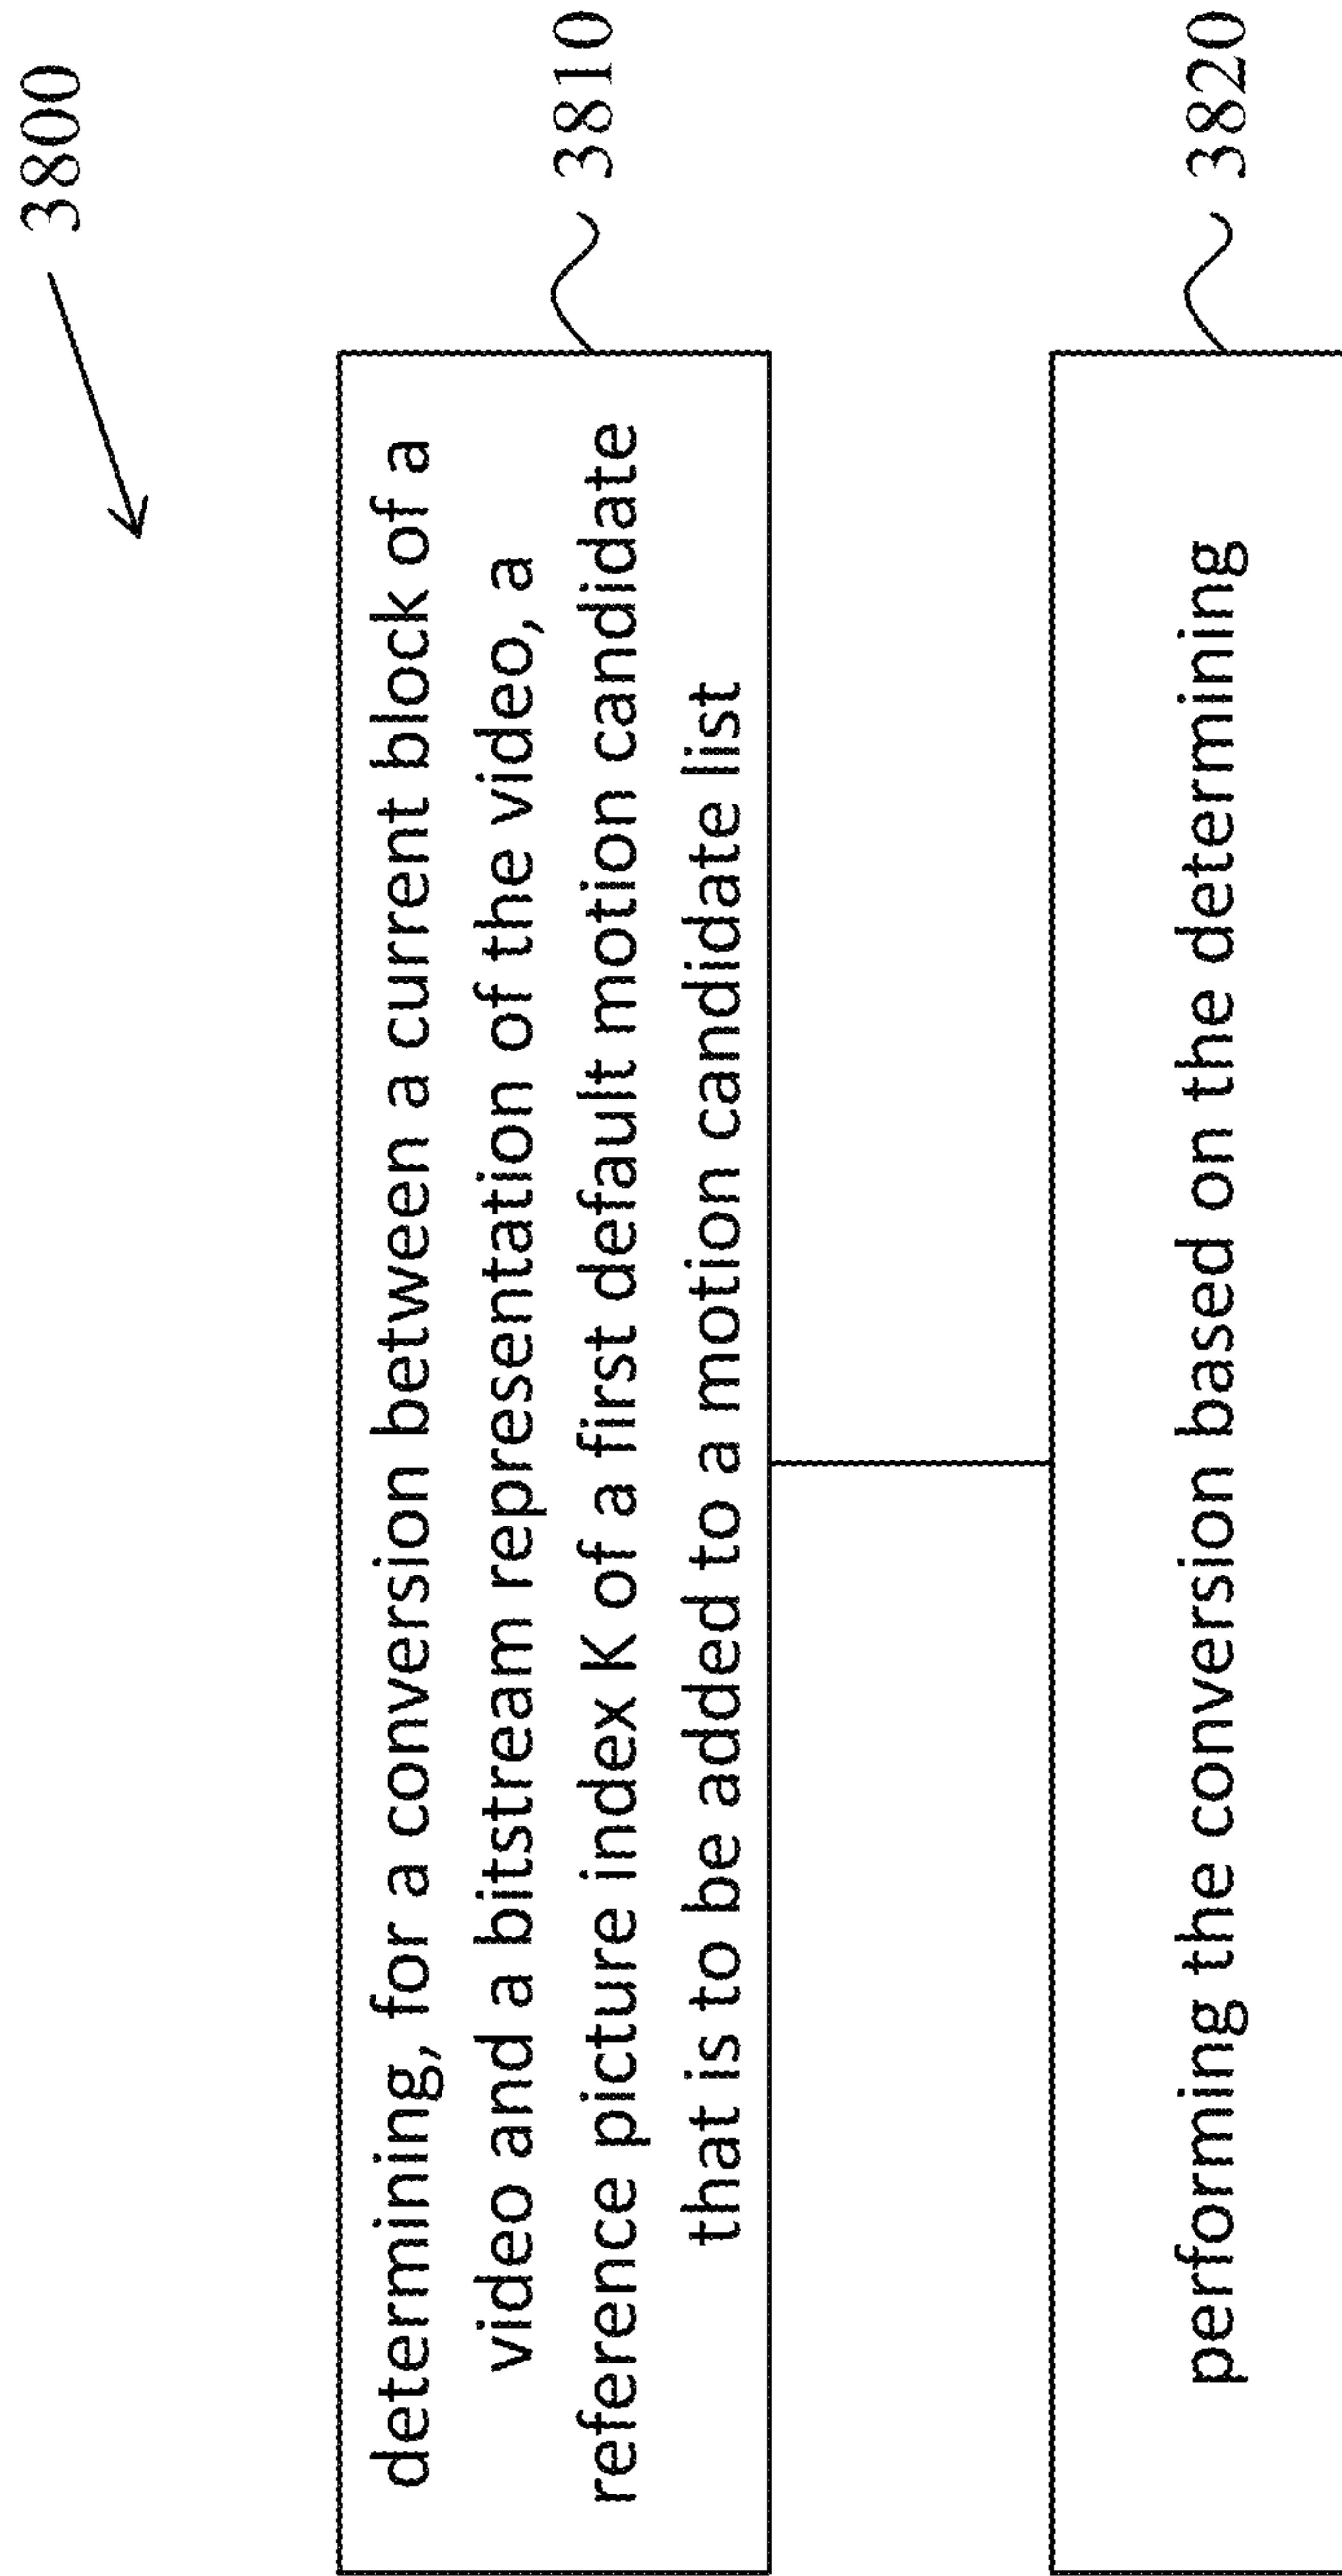 3800
determining, for a conversion between a current block of a
video and a bitstream representation of the video, a
reference picture index K of a first default motion candidate
that is to be added to a motion candidate list
3810
performing the conversion based on the determining
3820